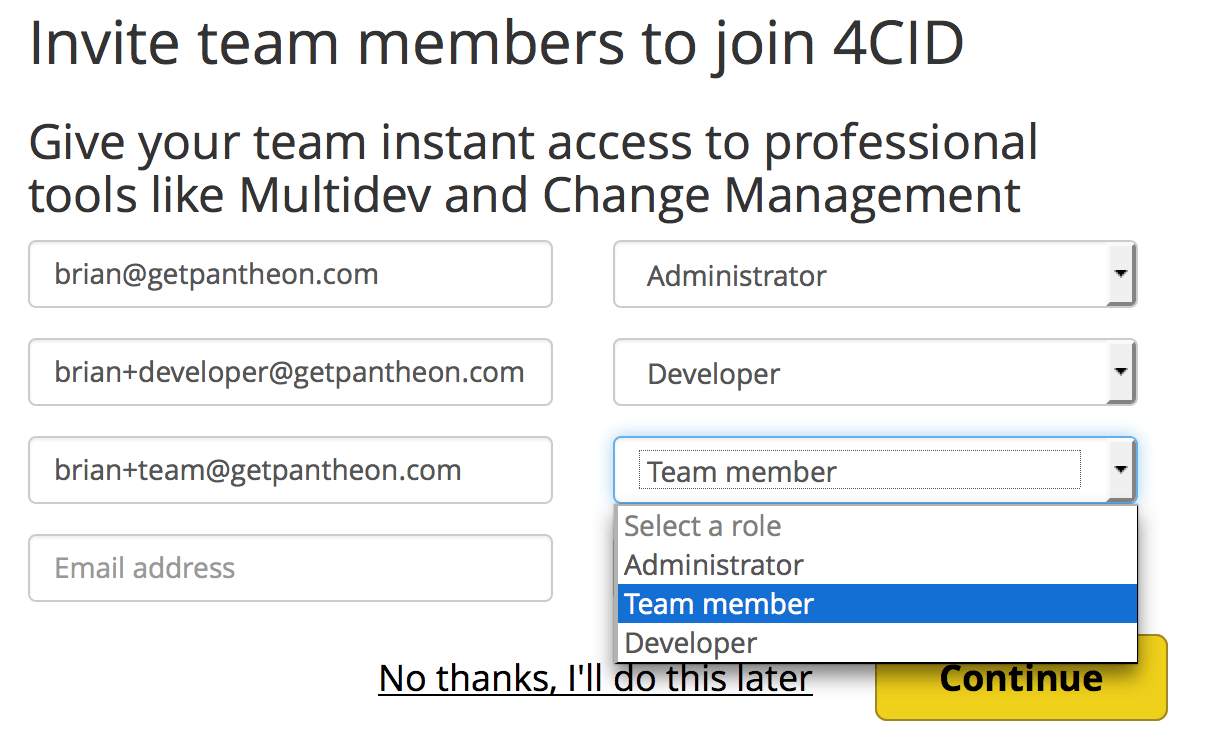 Invite team members to join 4CID
Give your team instant access to professional
tools like Multidev and Change Management
brian@getpantheon.com
Administrator
brian+developer@getpantheon.com
Developer
brian+team@getpantheon.com
Team member
Select a role
Administrator
Team member
Developer
Email address
No thanks, I'll do this later
Continue